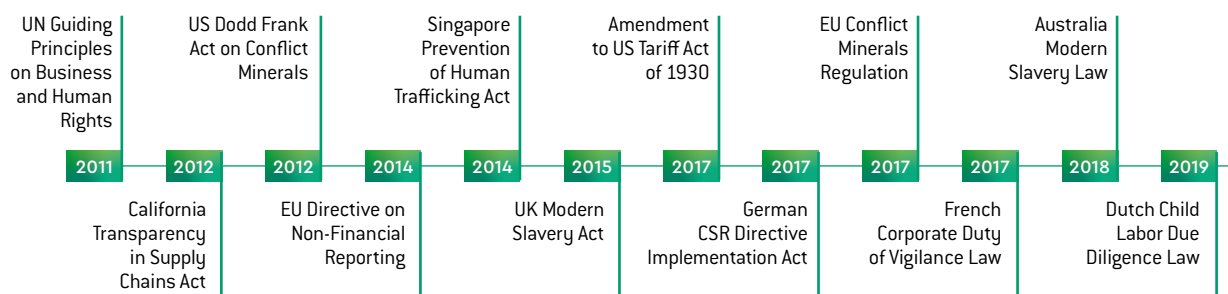 UN Guiding
Principles
on Business
and Human
Rights
US Dodd Frank
Act on Conflict
Minerals
Singapore
Prevention
of Human
Trafficking Act
Amendment
to US Tariff Act
of 1930
EU Conflict
Minerals
Regulation
Australia
Modern
Slavery Law
2011
2012
2012
2014
2014
2015
2017
2017
2017
2017
2018
2019
California
Transparency
in Supply
Chains Act
EU Directive on
Non-Financial
Reporting
UK Modern
Slavery Act
German
CSR Directive
Implementation Act
French
Corporate Duty
of Vigilance Law
Dutch Child
Labor Due
Diligence Law